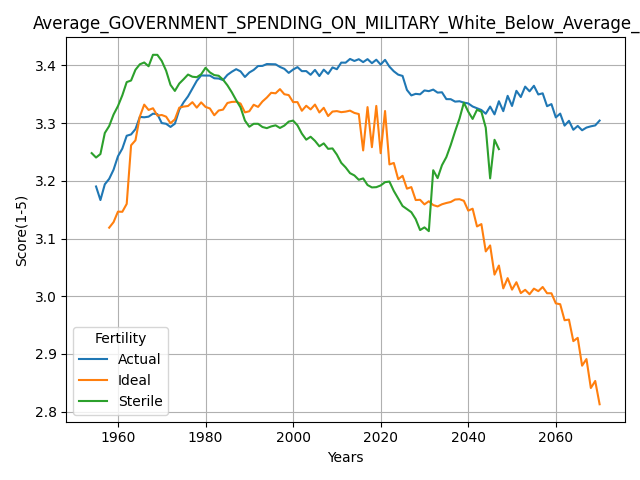 Average_GOVERNMENT_SPENDING_ON_MILITARY_White_Below_Average_
3.4
3.3
3.2
3.1
3.0
2.9
2.8
Score(1-5)
Fertility
Actual
Ideal
Sterile
1960 1980 2000 2020 2040 2060
Years